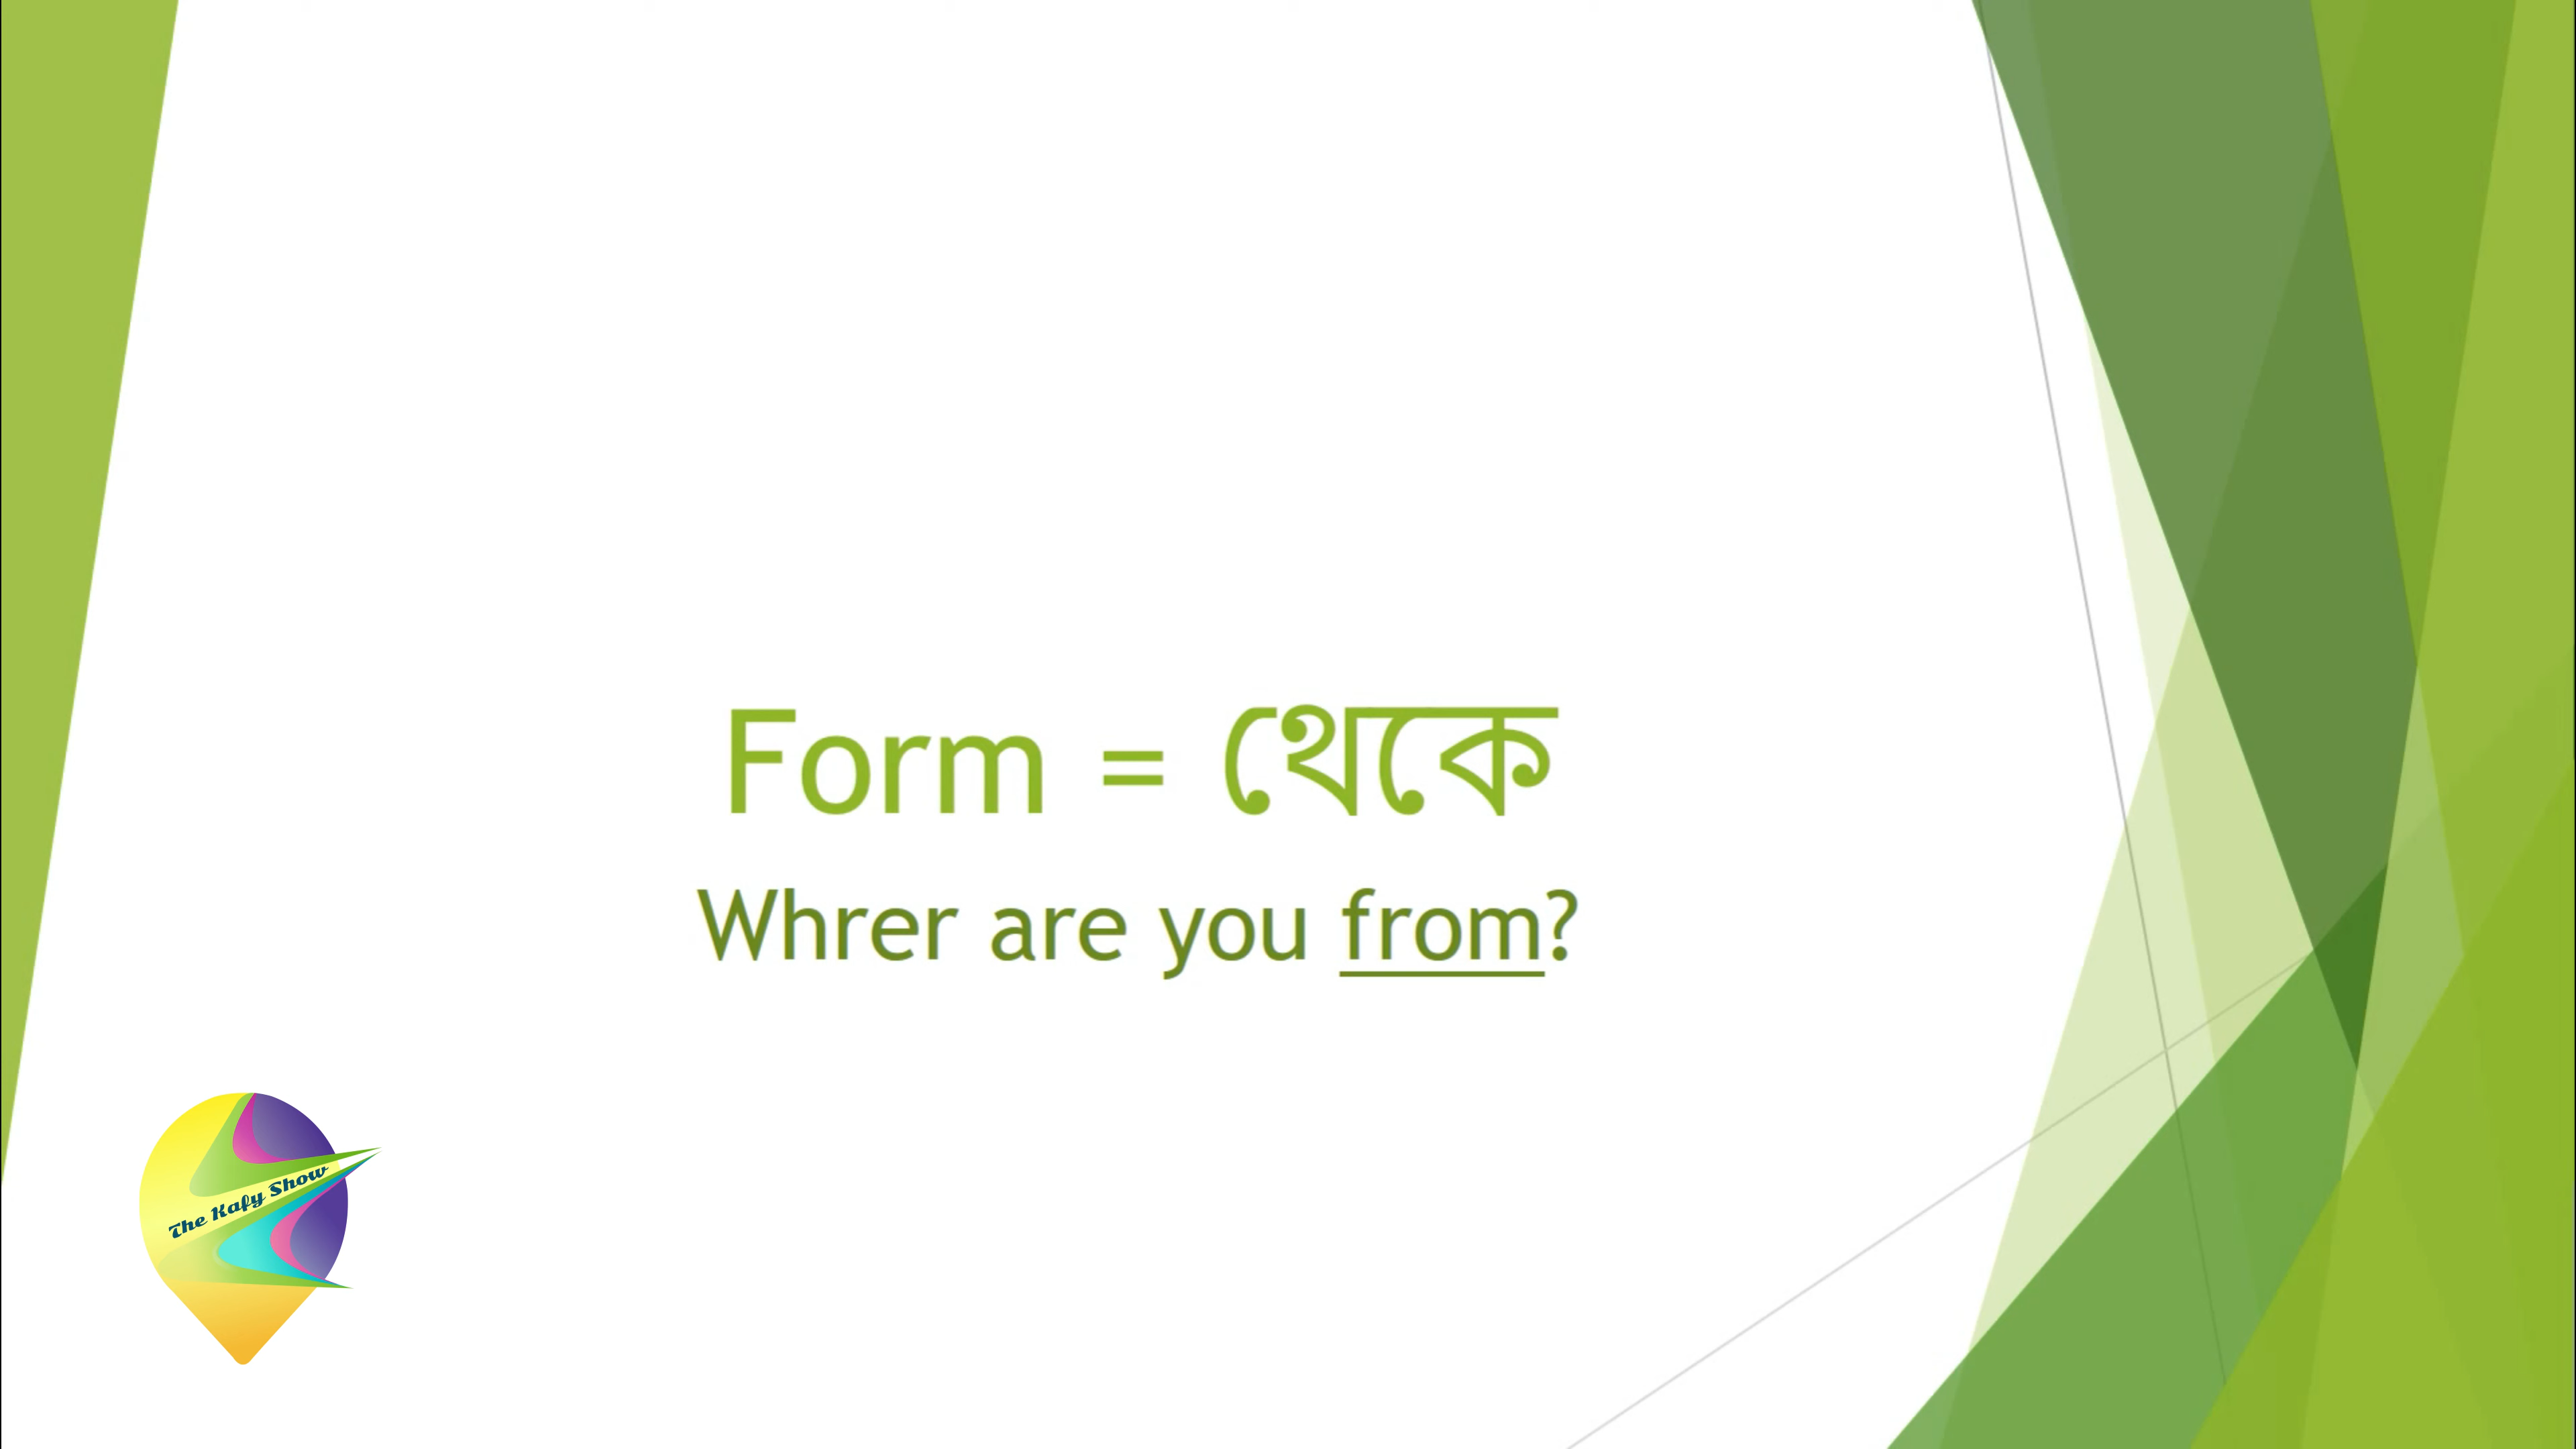 Form = থেকে
Whrer are you from?
The Kafy Show